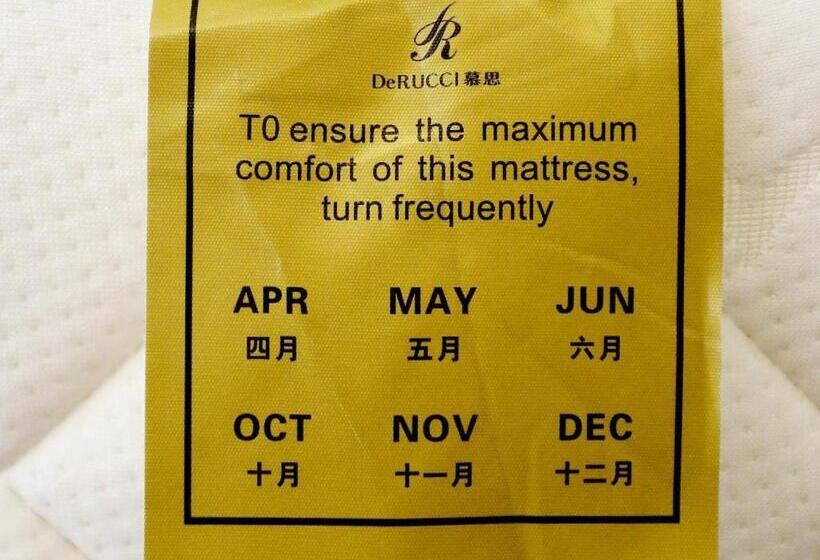 DeRUCCI 慕思
T0 ensure the maximum
comfort of this mattress,
turn frequently
APR MAY JUN
四月 五月 六月
OCT NOV DEC
十月 十一月 十二月